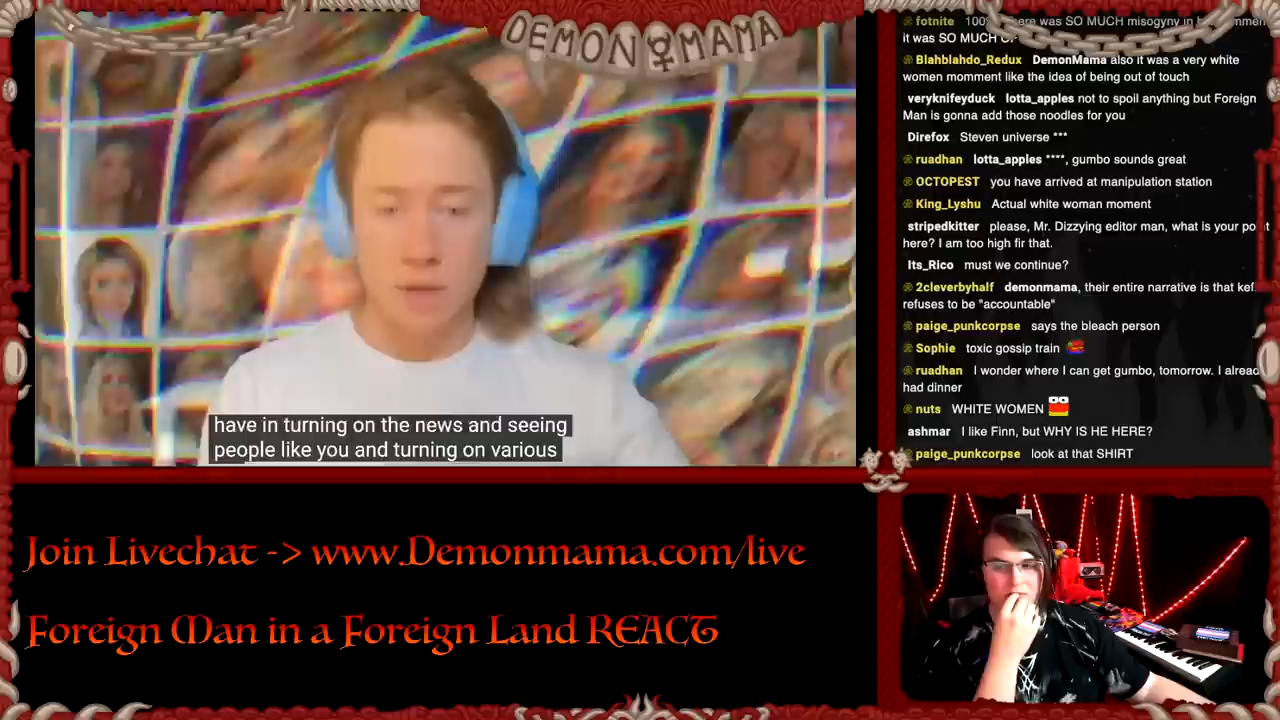 DEMON MAMA
have in turning on the news and seeing
people like you and turning on various
fotnite 100% there was SO MUCH misogyny in
it was SO MUCH
Blahblahdo_Redux DemonMama also it was a very white
women momment like the idea of being out of touch
veryknifeyduck lotta_apples not to spoil anything but Foreign
Man is gonna add those noodles for you
Direfox Steven universe ***
ruadhan lotta_apples ****, gumbo sounds great
OCTOPEST you have arrived at manipulation station
King_Lyshu Actual white woman moment
stripedkitter please, Mr. Dizzying editor man, what is your point
here? I am too high fir that.
Its_Rico must we continue?
2cleverbyhalf demonmama, their entire narrative is that kef
refuses to be "accountable"
paige_punkcorpse says the bleach person
Sophie toxic gossip train
ruadhan I wonder where I can get gumbo, tomorrow. I alread
had dinner
nuts WHITE WOMEN
ashmar I like Finn, but WHY IS HE HERE?
paige_punkcorpse look at that SHIRT
Join Livechat -> www.Demonmama.com/live
Foreign Man in a Foreign Land REACT